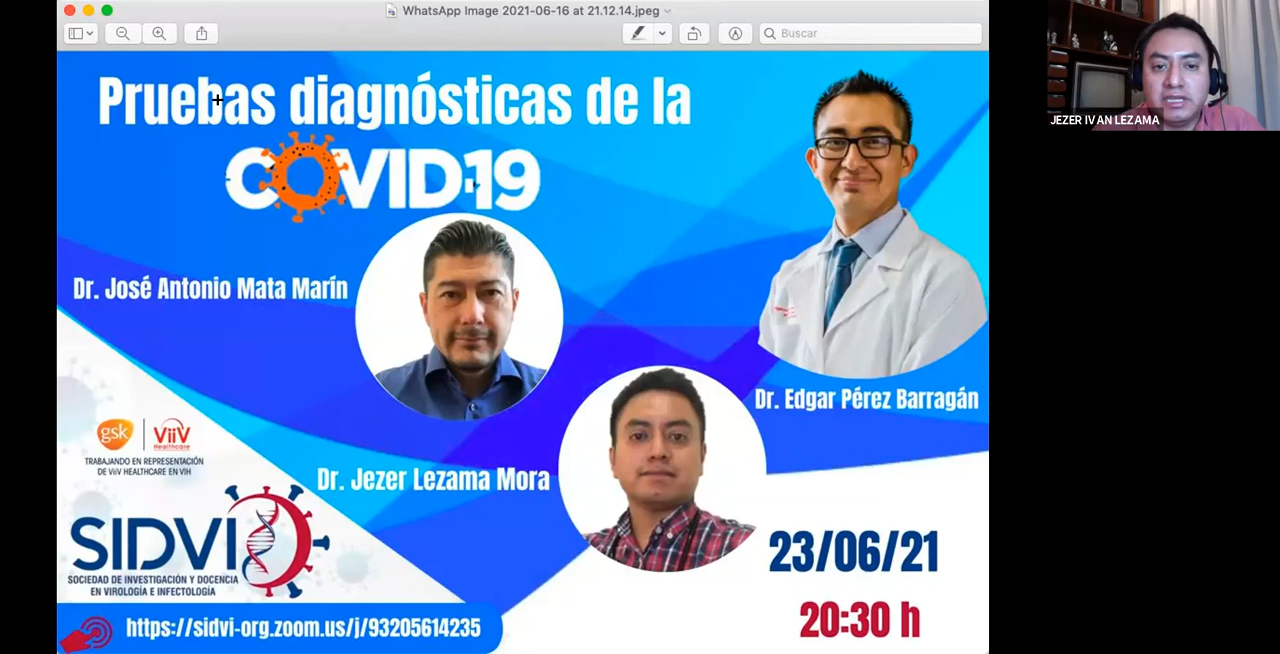 WhatsApp Image 2021-06-16 at 21.12.14.jpeg
Buscar
JEZER IVAN LEZAMA
Pruebas diagnósticas de la
COVID-19
Dr. José Antonio Mata Marín
Dr. Edgar Pérez Barragán
gsk
ViiV
Healthcare
TRABAJANDO EN REPRESENTACIÓN
DE ViiV HEALTHCARE EN VIH
Dr. Jezer Lezama Mora
SIDVI
SOCIEDAD DE INVESTIGACIÓN Y DOCENCIA
EN VIROLOGÍA E INFECTOLOGÍA
23/06/21
20:30 h
https://sidvi-org.zoom.us/j/93205614235